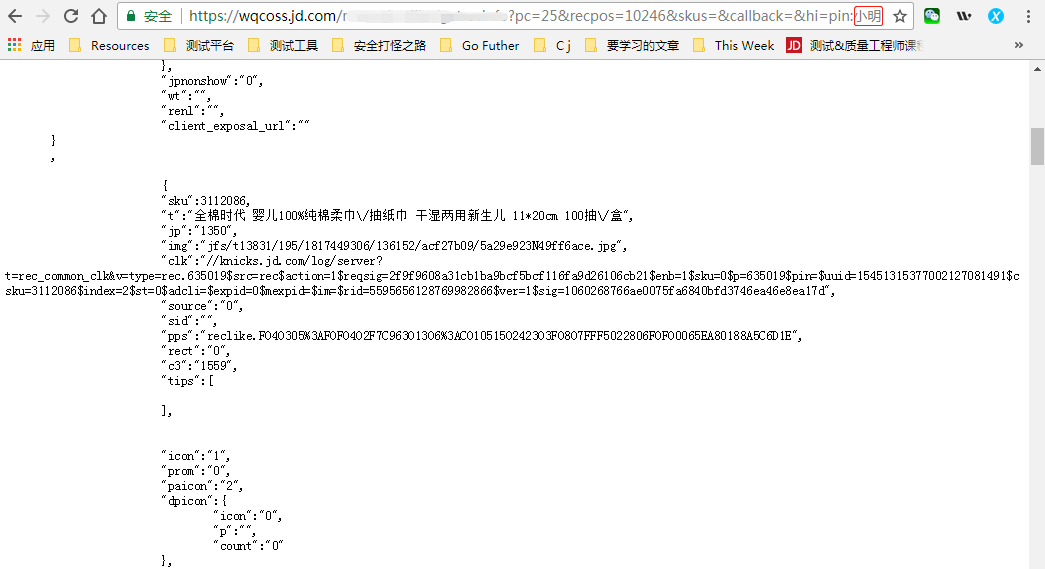 安全 https://wqcoss.jd.com/ ?pc=25&recpos=10246&skus=&callback=&hi=pin:小明
应用 Resources 测试平台 测试工具 安全打怪之路 Go Futher C j 要学习的文章 This Week JD 测试&质量工程师课程 »
},
"jpnonshow":"0",
"wt":"",
"renl":"",
"client_exposal_url":""
}
,
{
"sku":3112086,
"t":"全棉时代 婴儿100%纯棉柔巾\/抽纸巾 干湿两用新生儿 11*20cm 100抽\/盒",
"jp":"1350",
"img":"jfs/t13831/195/1817449306/136152/acf27b09/5a29e923N49ff6ace.jpg",
"clk":"//knicks.jd.com/log/server?
t=rec_common_clk&v=type=rec.635019$src=rec$action=1$reqsig=2f9f9608a31cb1ba9bcf5bcf116fa9d26106cb21$enb=1$sku=0$p=635019$pin=$uuid=15451315377002127081491$c
sku=3112086$index=2$st=0$adcli=$expid=0$mexpid=$im=$rid=5595656128769982866$ver=1$sig=1060268766ae0075fa6840bfd3746ea46e8ea17d",
"source":"0",
"sid":"",
"pps":"reclike.FO4O3O5%3AFOFO4O2F7C963O13O6%3ACO1O515O2423O3FO8O7FFF5O228O6FOFOOO65EA8O188A5C6D1E",
"rect":"0",
"c3":"1559",
"tips":[
],
"icon":"1",
"prom":"0",
"paicon":"2",
"dpicon":{
"icon":"0",
"p":"",
"count":"0"
},